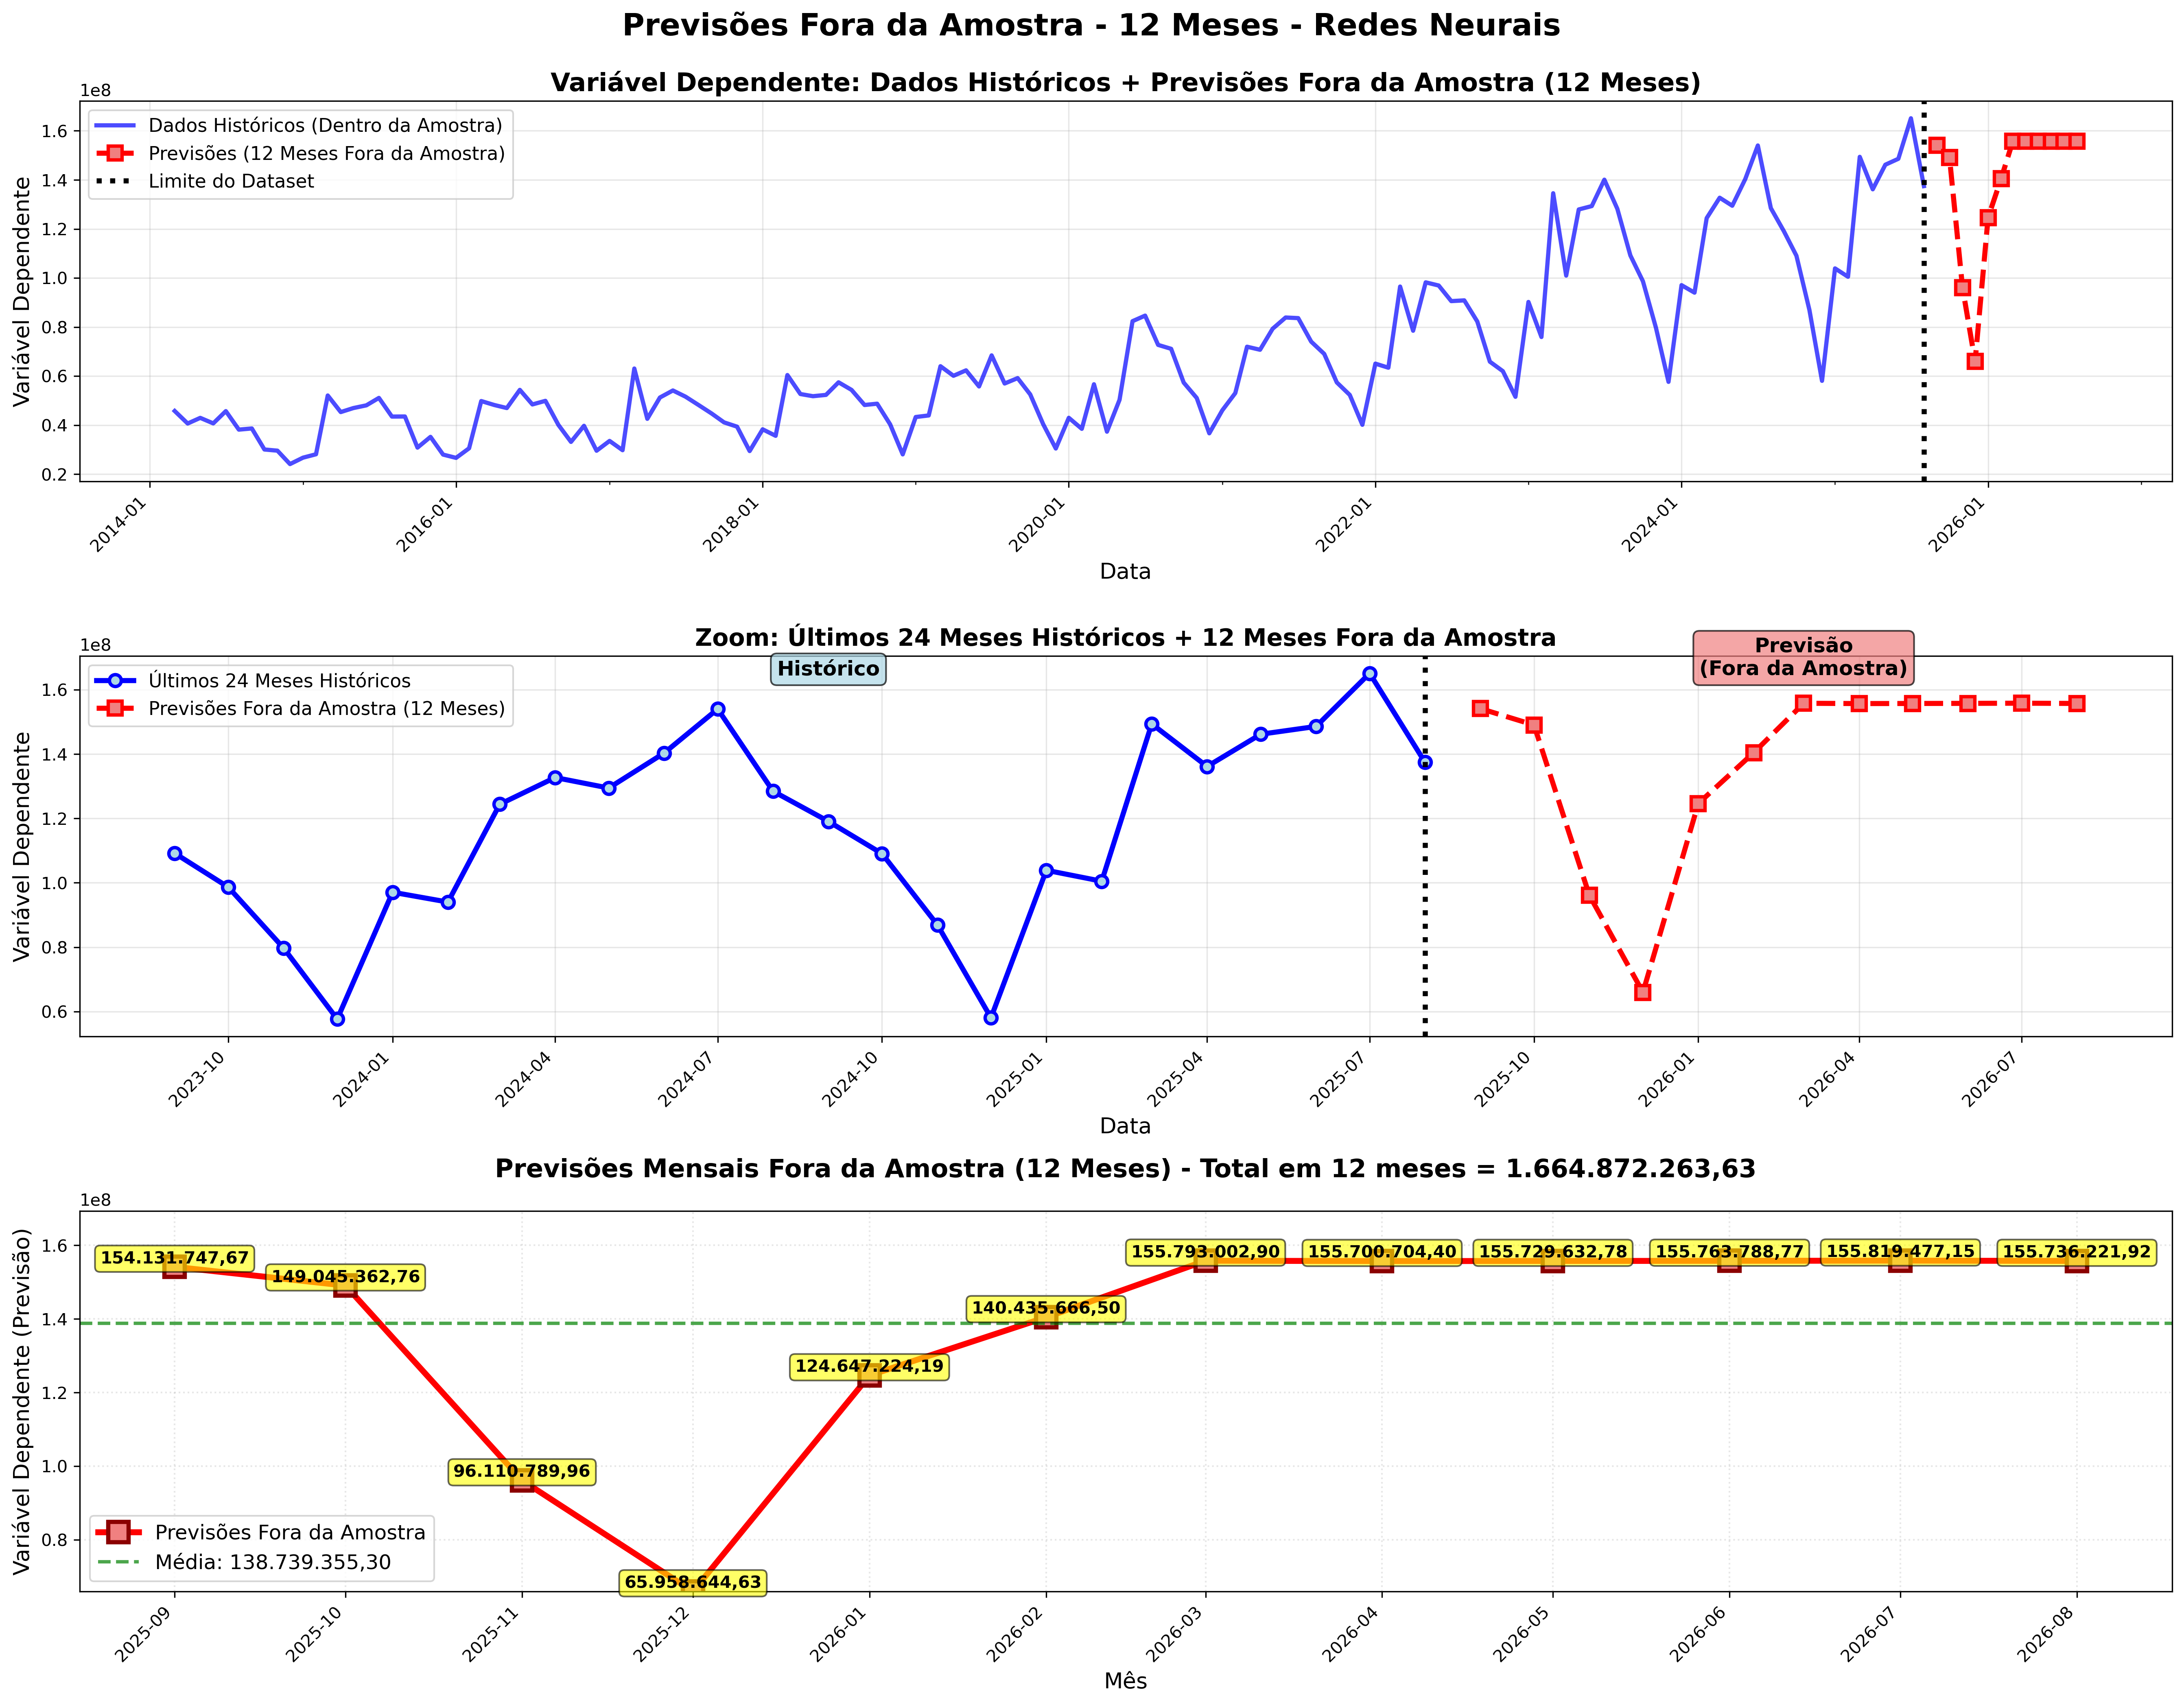 Previsões Fora da Amostra - 12 Meses - Redes Neurais
Variável Dependente: Dados Históricos + Previsões Fora da Amostra (12 Meses)
1e8
Dados Históricos (Dentro da Amostra)
Previsões (12 Meses Fora da Amostra)
Limite do Dataset
Variável Dependente
1.6
1.4
1.2
1.0
0.8
0.6
0.4
0.2
2014-01
2016-01
2018-01
2020-01
2022-01
2024-01
2026-01
Data
Zoom: Últimos 24 Meses Históricos + 12 Meses Fora da Amostra
1e8
Histórico
Previsão
(Fora da Amostra)
Últimos 24 Meses Históricos
Previsões Fora da Amostra (12 Meses)
Variável Dependente
1.6
1.4
1.2
1.0
0.8
0.6
2023-10
2024-01
2024-04
2024-07
2024-10
2025-01
2025-04
2025-07
2025-10
2026-01
2026-04
2026-07
Data
Previsões Mensais Fora da Amostra (12 Meses) - Total em 12 meses = 1.664.872.263,63
1e8
Variável Dependente (Previsão)
1.6
1.4
1.2
1.0
0.8
154.131.747,67
149.045.362,76
96.110.789,96
65.958.644,63
124.647.224,19
140.435.666,50
155.793.002,90
155.700.704,40
155.729.632,78
155.763.788,77
155.819.477,15
155.736.221,92
Previsões Fora da Amostra
Média: 138.739.355,30
2025-09
2025-10
2025-11
2025-12
2026-01
2026-02
2026-03
2026-04
2026-05
2026-06
2026-07
2026-08
Mês